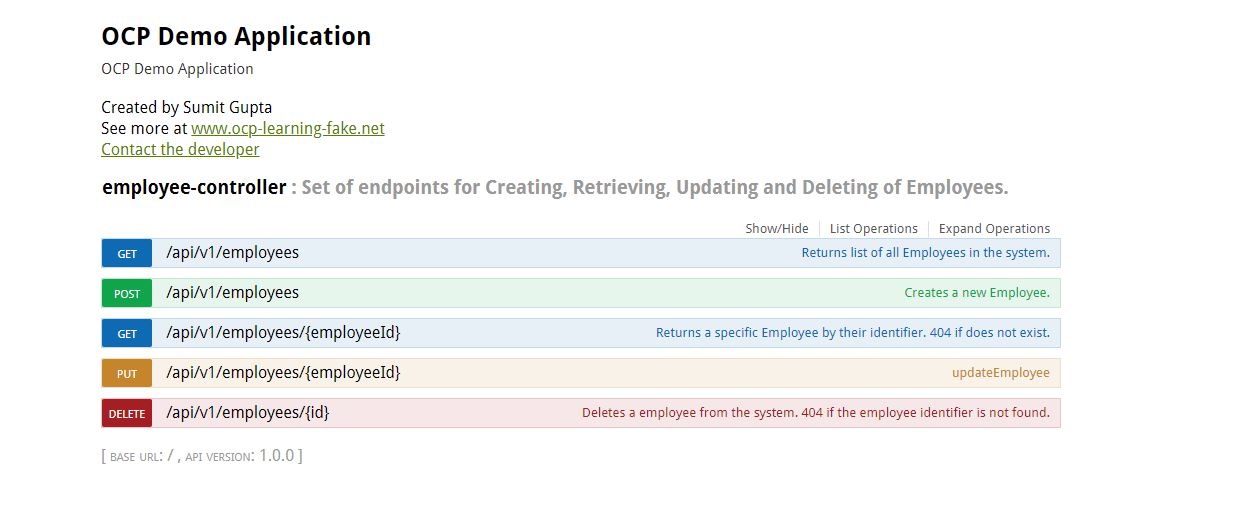 OCP Demo Application
OCP Demo Application
Created by Sumit Gupta
See more at www.ocp-learning-fake.net
Contact the developer
employee-controller : Set of endpoints for Creating, Retrieving, Updating and Deleting of Employees.
Show/Hide List Operations Expand Operations
GET /api/v1/employees Returns list of all Employees in the system.
POST /api/v1/employees Creates a new Employee.
GET /api/v1/employees/{employeeId} Returns a specific Employee by their identifier. 404 if does not exist.
PUT /api/v1/employees/{employeeId} updateEmployee
DELETE /api/v1/employees/{id} Deletes a employee from the system. 404 if the employee identifier is not found.
[ BASE URL: / , API VERSION: 1.0.0 ]